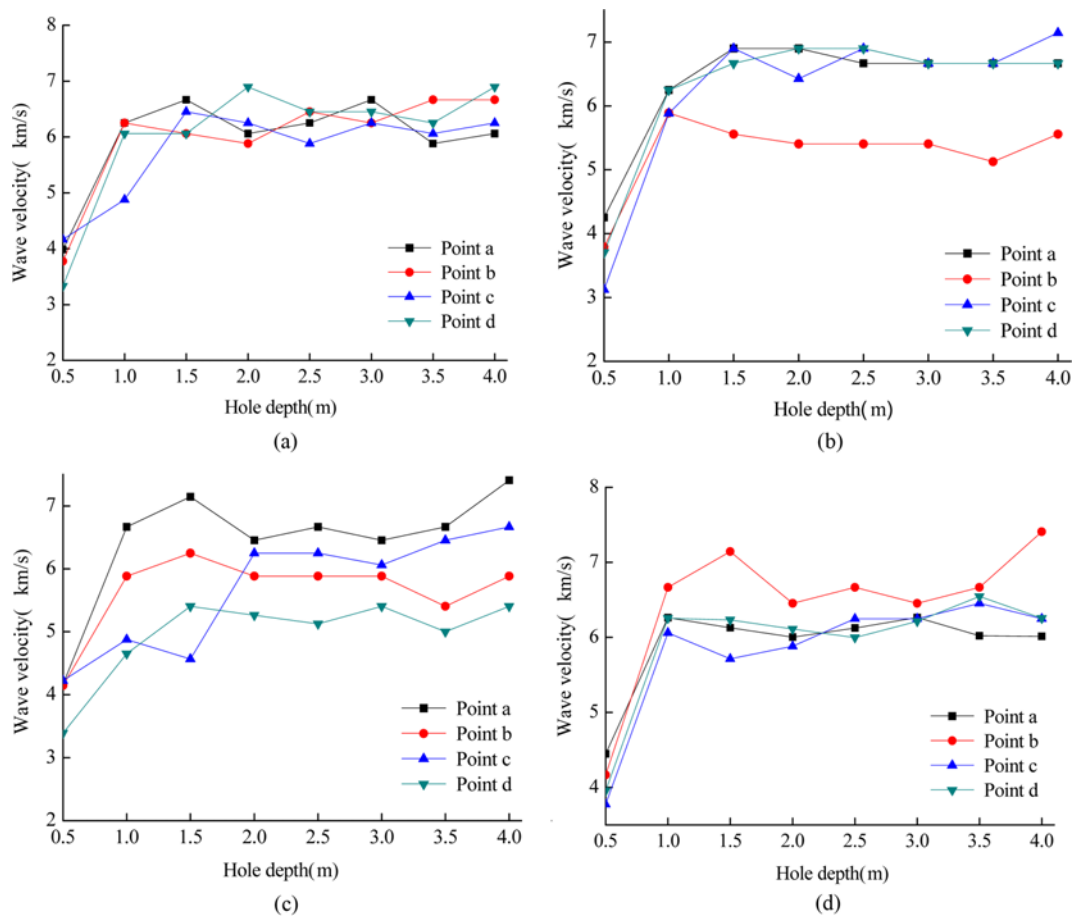 8
7
6
5
4
3
2
Wave velocity( km/s)
Point a
Point b
Point c
Point d
0.5 1.0 1.5 2.0 2.5 3.0 3.5 4.0
Hole depth(m)
(a)
7
6
5
4
3
2
Wave velocity( km/s)
Point a
Point b
Point c
Point d
0.5 1.0 1.5 2.0 2.5 3.0 3.5 4.0
Hole depth(m)
(b)
7
6
5
4
3
2
Wave velocity( km/s)
Point a
Point b
Point c
Point d
0.5 1.0 1.5 2.0 2.5 3.0 3.5 4.0
Hole depth(m)
(c)
8
7
6
5
4
Wave velocity( km/s)
Point a
Point b
Point c
Point d
0.5 1.0 1.5 2.0 2.5 3.0 3.5 4.0
Hole depth(m)
(d)